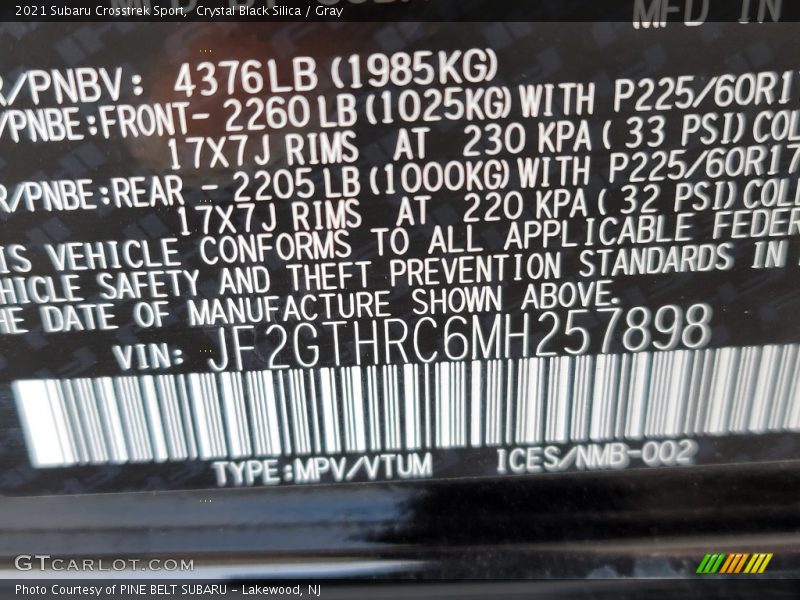 2021 Subaru Crosstrek Sport, Crystal Black Silica / Gray
MFD IN
R/PNBV: 4376LB (1985KG)
/PNBE:FRONT- 2260 LB (1025KG) WITH P225/60R1
17X7J RIMS AT 230 KPA ( 33 PSI) COL
R/PNBE:REAR - 2205 LB (1000KG) WITH P225/60R17
17X7J RIMS AT 220 KPA ( 32 PSI) COL
IS VEHICLE CONFORMS TO ALL APPLICABLE FEDER
HICLE SAFETY AND THEFT PREVENTION STANDARDS IN
HE DATE OF MANUFACTURE SHOWN ABOVE.
VIN: JF2GTHRC6MH257898
TYPE:MPV/VTUM ICES/NMB-002
GTCARLOT.COM
Photo Courtesy of PINE BELT SUBARU - Lakewood, NJ